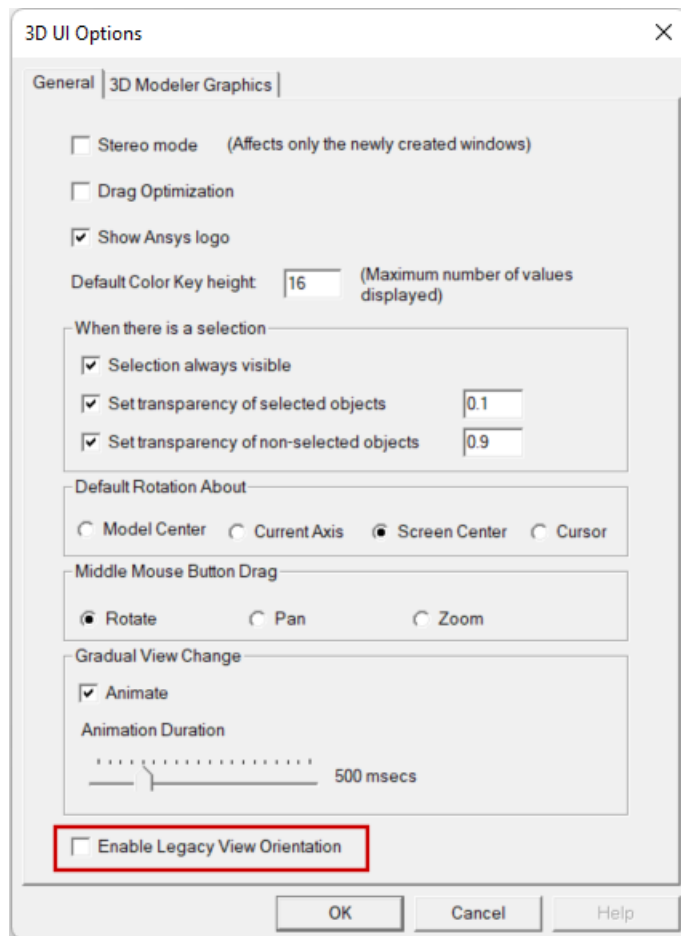 3D UI Options
General 3D Modeler Graphics
Stereo mode (Affects only the newly created windows)
Drag Optimization
Show Ansys logo
Default Color Key height: 16 (Maximum number of values
displayed)
When there is a selection
Selection always visible
Set transparency of selected objects 0.1
Set transparency of non-selected objects 0.9
Default Rotation About
Model Center Current Axis Screen Center Cursor
Middle Mouse Button Drag
Rotate Pan Zoom
Gradual View Change
Animate
Animation Duration
500 msecs
Enable Legacy View Orientation
OK Cancel Help